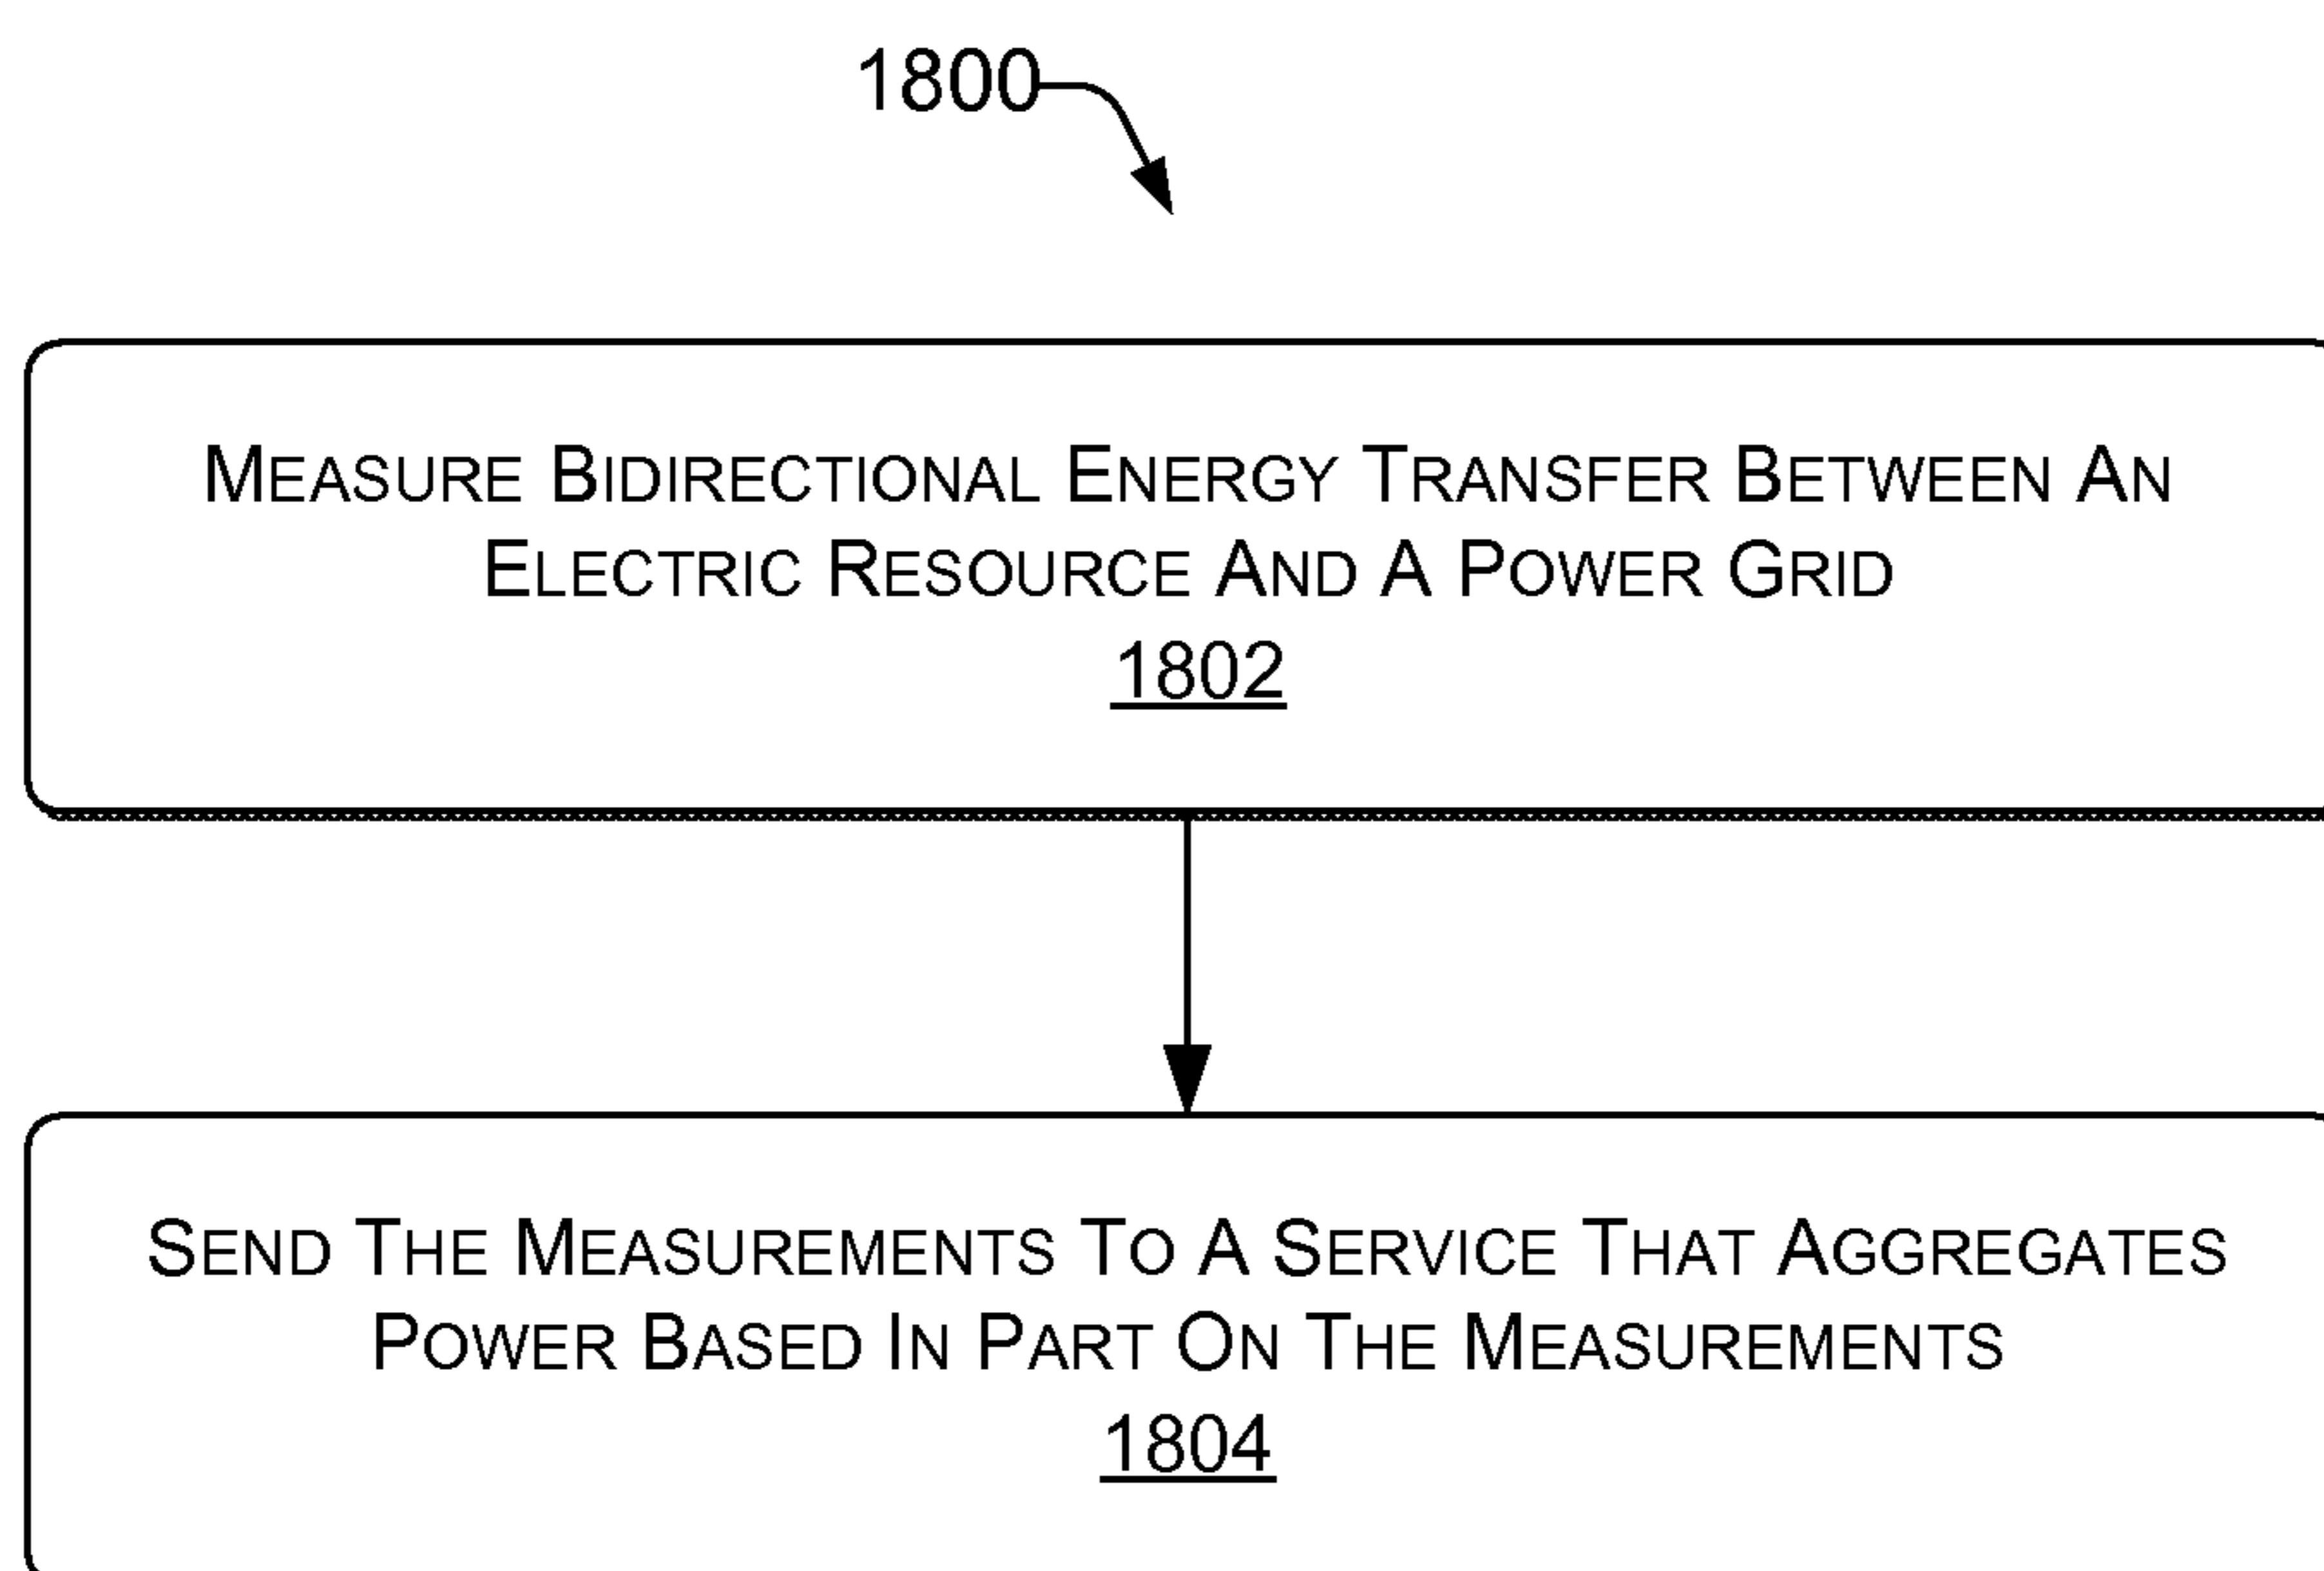 1800
MEASURE BIDIRECTIONAL ENERGY TRANSFER BETWEEN AN
ELECTRIC RESOURCE AND A POWER GRID
1802
SEND THE MEASUREMENTS TO A SERVICE THAT AGGREGATES
POWER BASED IN PART ON THE MEASUREMENTS
1804